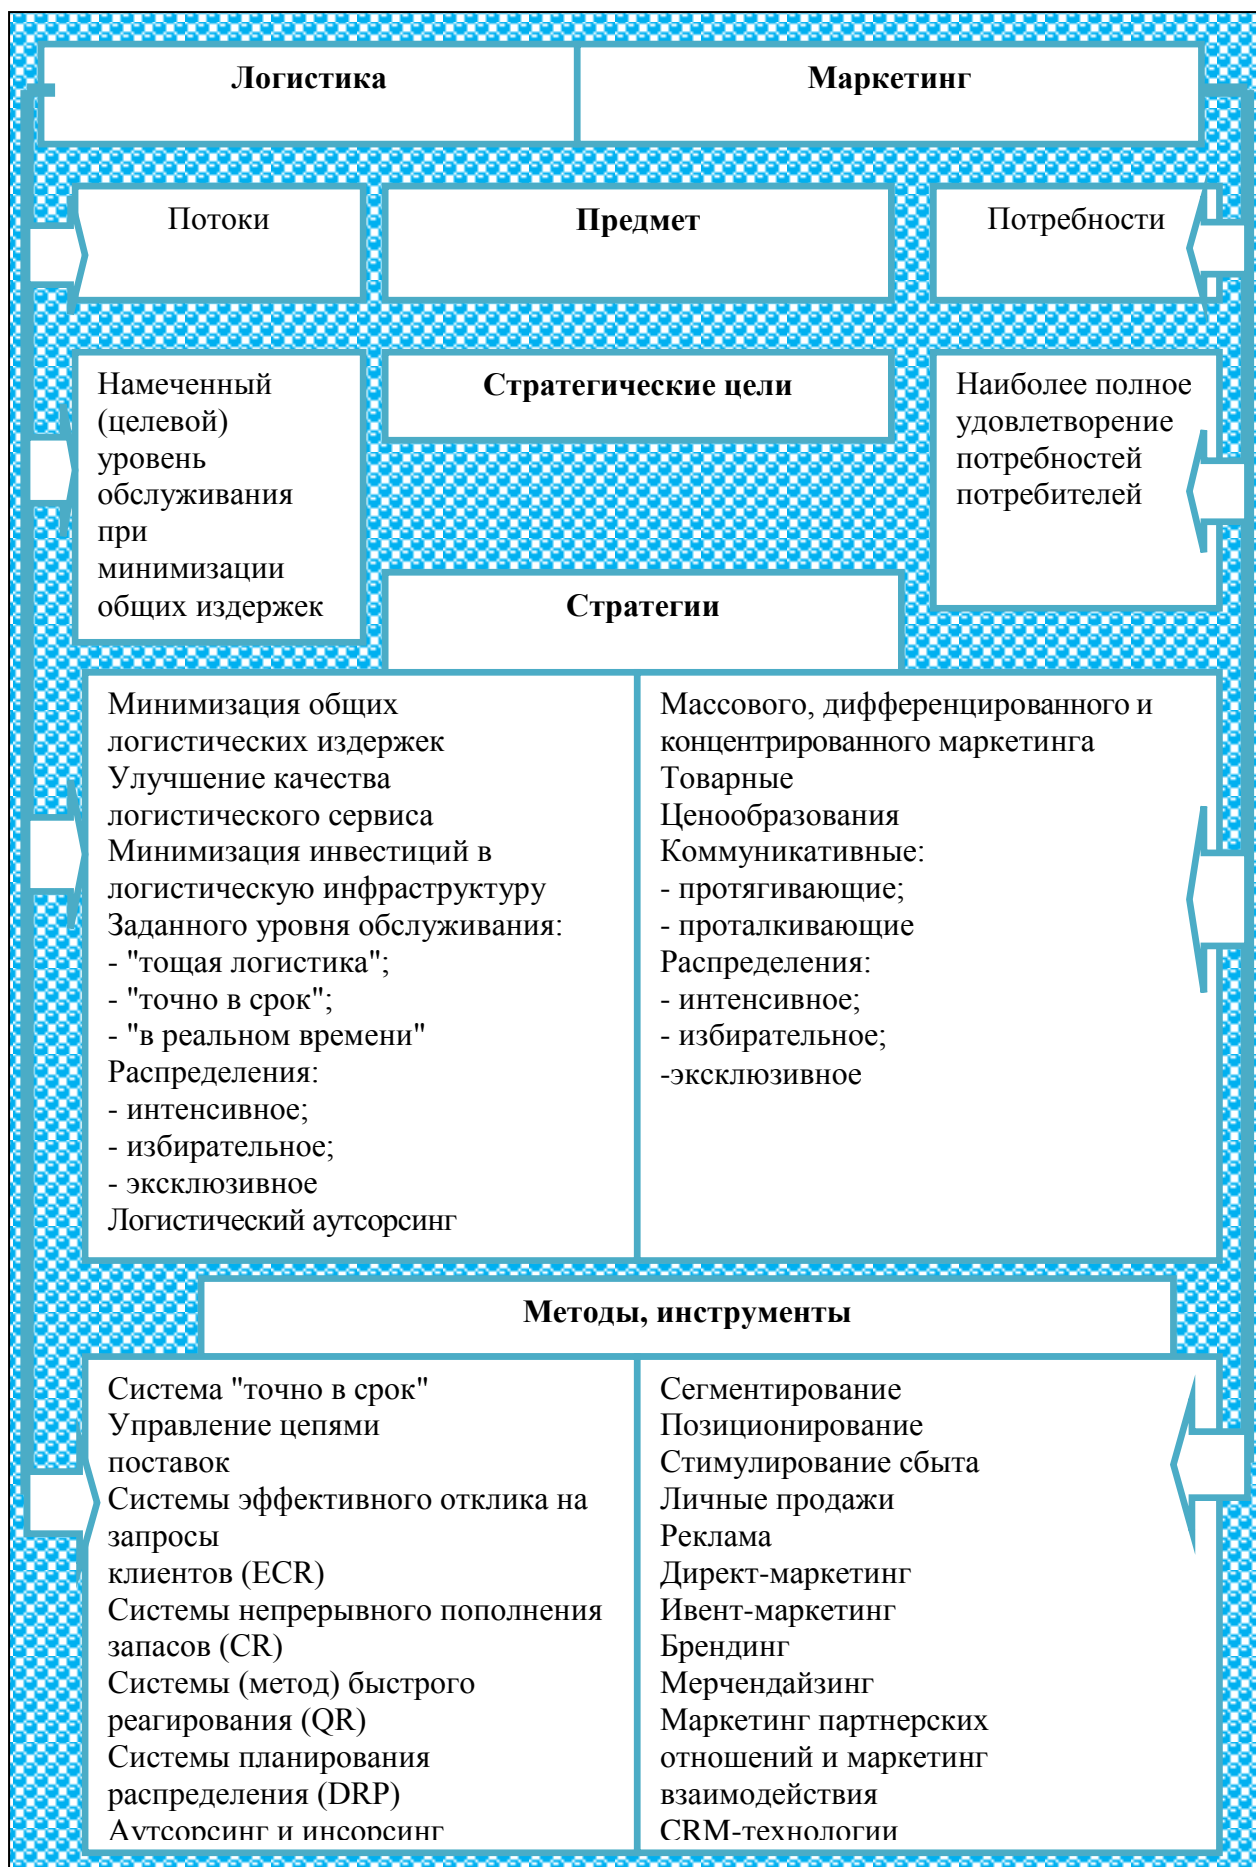 Логистика
Маркетинг
Потоки
Предмет
Потребности
Намеченный
(целевой)
уровень
обслуживания
при
минимизации
общих издержек
Стратегические цели
Наиболее полное
удовлетворение
потребностей
потребителей
Стратегии
Минимизация общих
логистических издержек
Улучшение качества
логистического сервиса
Минимизация инвестиций в
логистическую инфраструктуру
Заданного уровня обслуживания:
- "тощая логистика";
- "точно в срок";
- "в реальном времени"
Распределения:
- интенсивное;
- избирательное;
- эксклюзивное
Логистический аутсорсинг
Массового, дифференцированного и
концентрированного маркетинга
Товарные
Ценообразования
Коммуникативные:
- протягивающие;
- проталкивающие
Распределения:
- интенсивное;
- избирательное;
-эксклюзивное
Методы, инструменты
Система "точно в срок"
Управление цепями
поставок
Системы эффективного отклика на
запросы
клиентов (ECR)
Системы непрерывного пополнения
запасов (CR)
Системы (метод) быстрого
реагирования (QR)
Системы планирования
распределения (DRP)
Аутсорсинг и инсорсинг
Сегментирование
Позиционирование
Стимулирование сбыта
Личные продажи
Реклама
Директ-маркетинг
Ивент-маркетинг
Брендинг
Мерчендайзинг
Маркетинг партнерских
отношений и маркетинг
взаимодействия
CRM-технологии